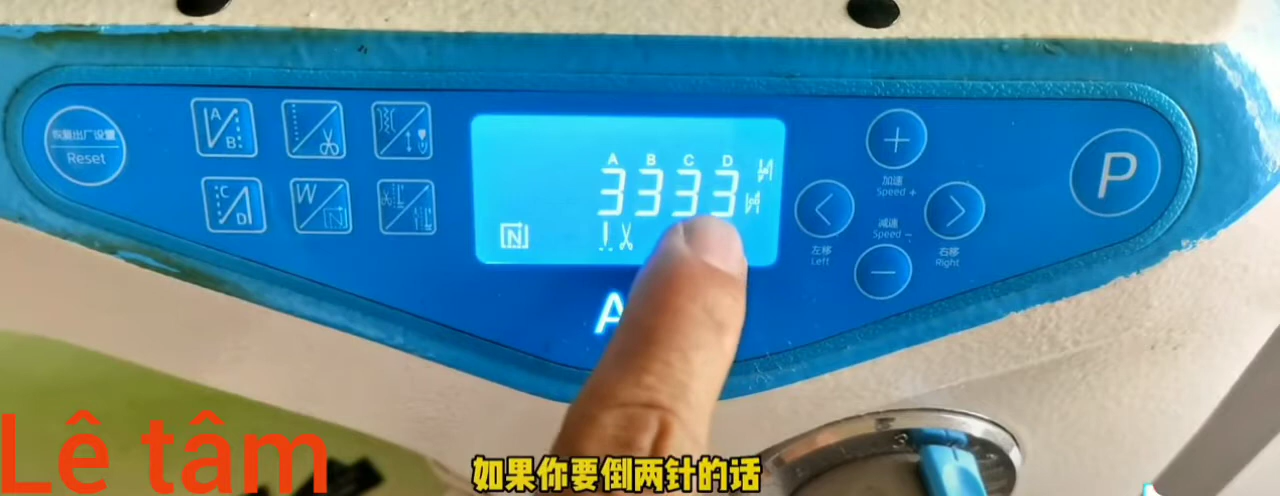 恢复出厂设置
Reset
A
B
C
D
W
N
A B C D
3333
N
A
加速
Speed +
减速
Speed -
左移
Left
右移
Right
P
Lê tâm
如果你要倒两针的话